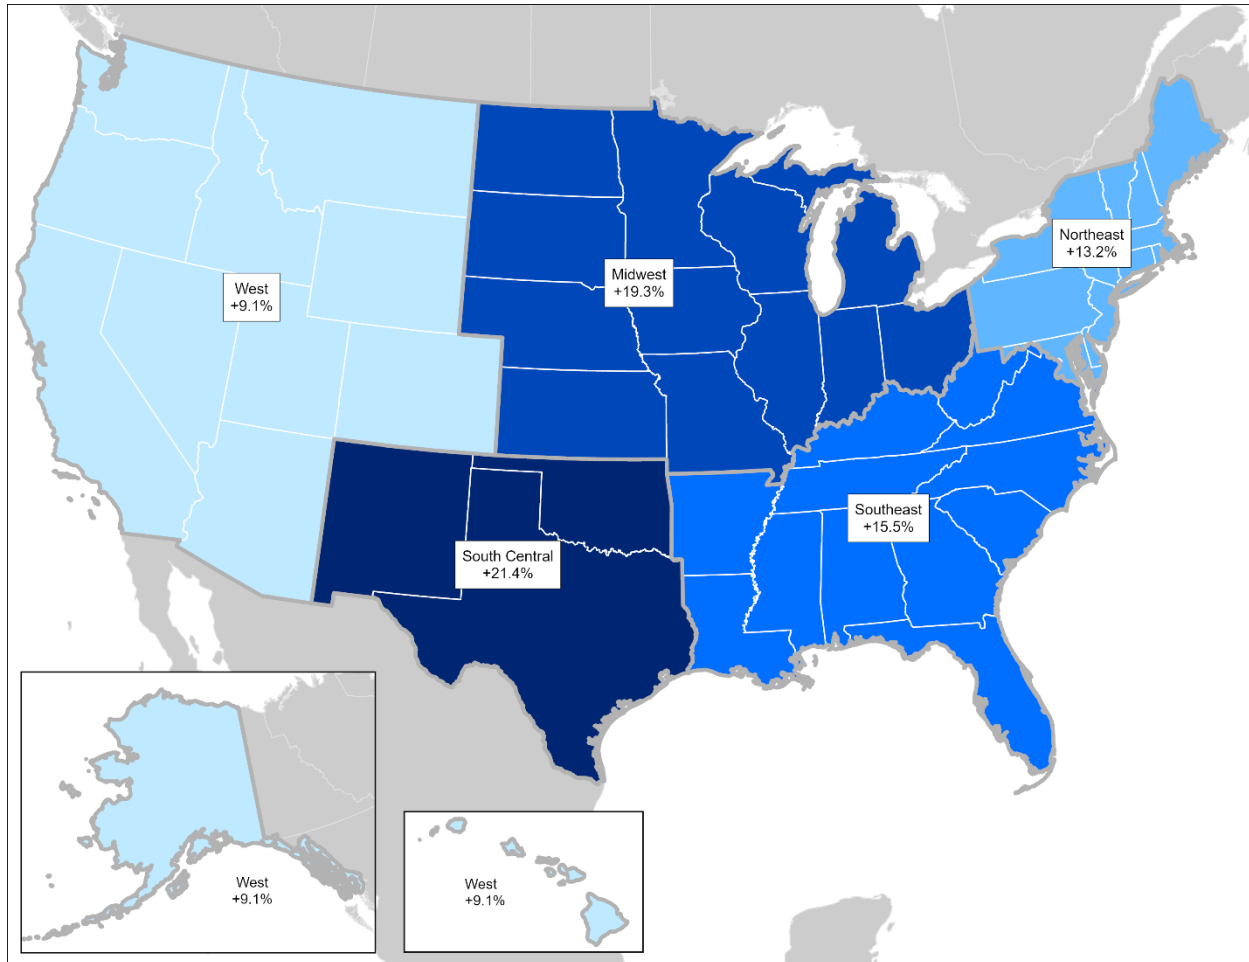 Northeast
+13.2%
Midwest
+19.3%
West
+9.1%
Southeast
+15.5%
South Central
+21.4%
West
+9.1%
West
+9.1%